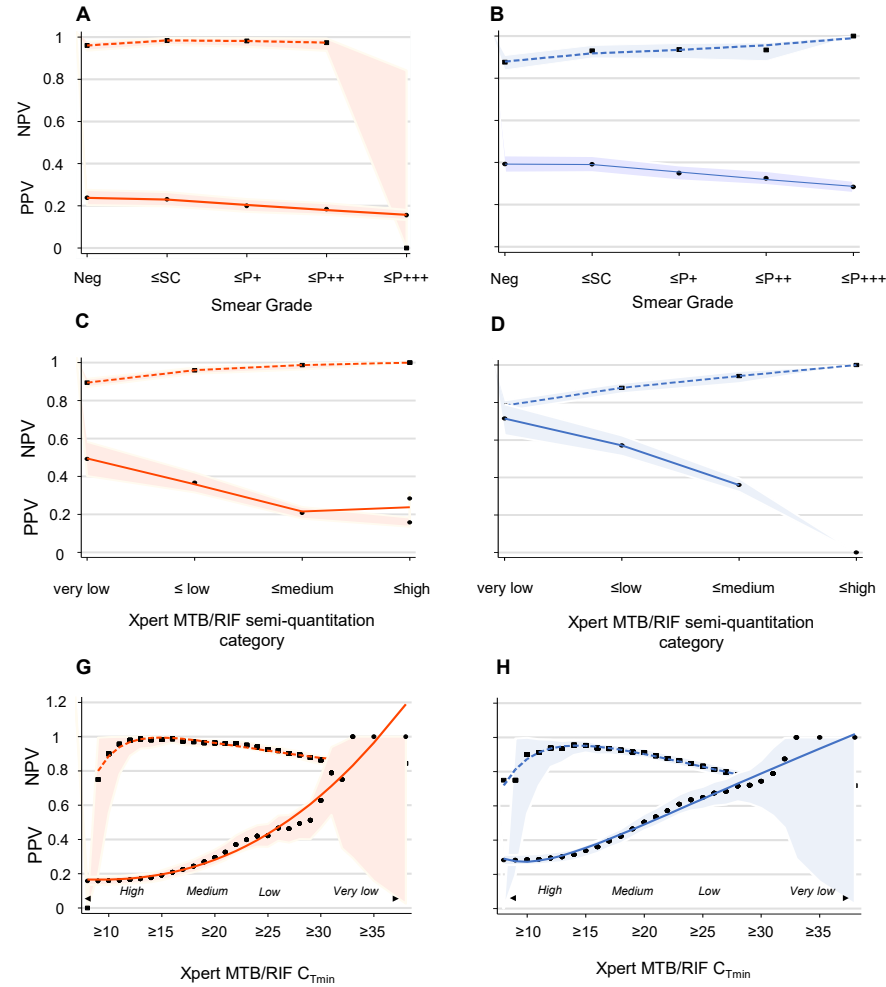 A
B
1
0.8
0.6
0.4
0.2
0
NPV
PPV
Neg
≤SC
≤P+
≤P++
≤P+++
Smear Grade
Neg
≤SC
≤P+
≤P++
≤P+++
Smear Grade
C
D
1
0.8
0.6
0.4
0.2
0
NPV
PPV
very low
≤ low
≤medium
≤high
Xpert MTB/RIF semi-quantitation
category
very low
≤low
≤medium
≤high
Xpert MTB/RIF semi-quantitation
category
G
H
1.2
1
0.8
0.6
0.4
0.2
0
NPV
PPV
High
Medium
Low
Very low
≥10
≥15
≥20
≥25
≥30
≥35
Xpert MTB/RIF CTmin
NPV
PPV
High
Medium
Low
Very low
≥10
≥15
≥20
≥25
≥30
≥35
Xpert MTB/RIF CTmin